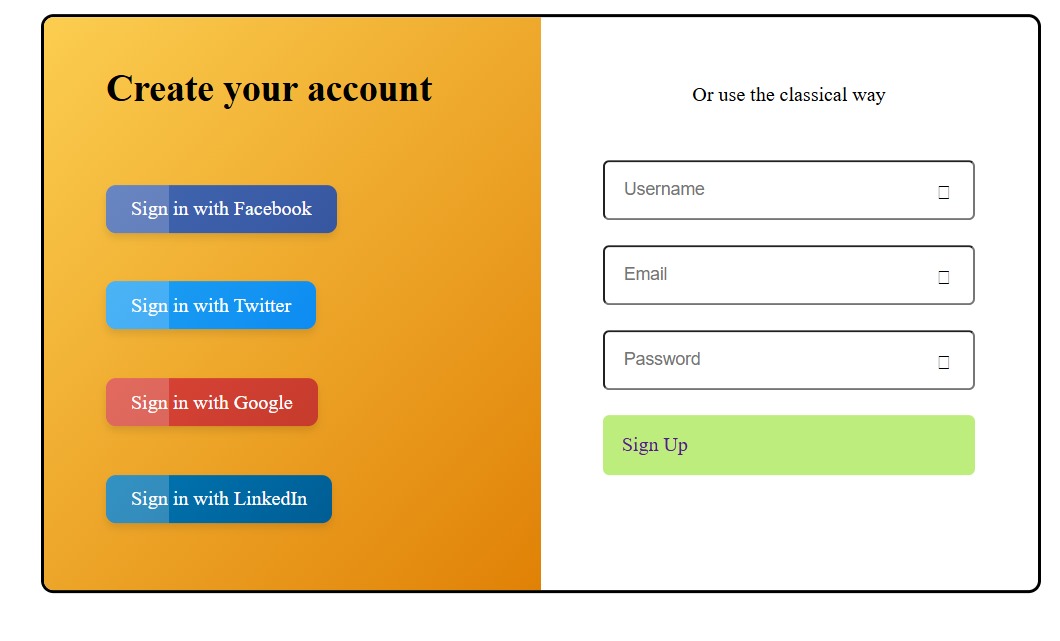 Create your account
Sign in with Facebook
Sign in with Twitter
Sign in with Google
Sign in with LinkedIn
Or use the classical way
Username
Email
Password
Sign Up